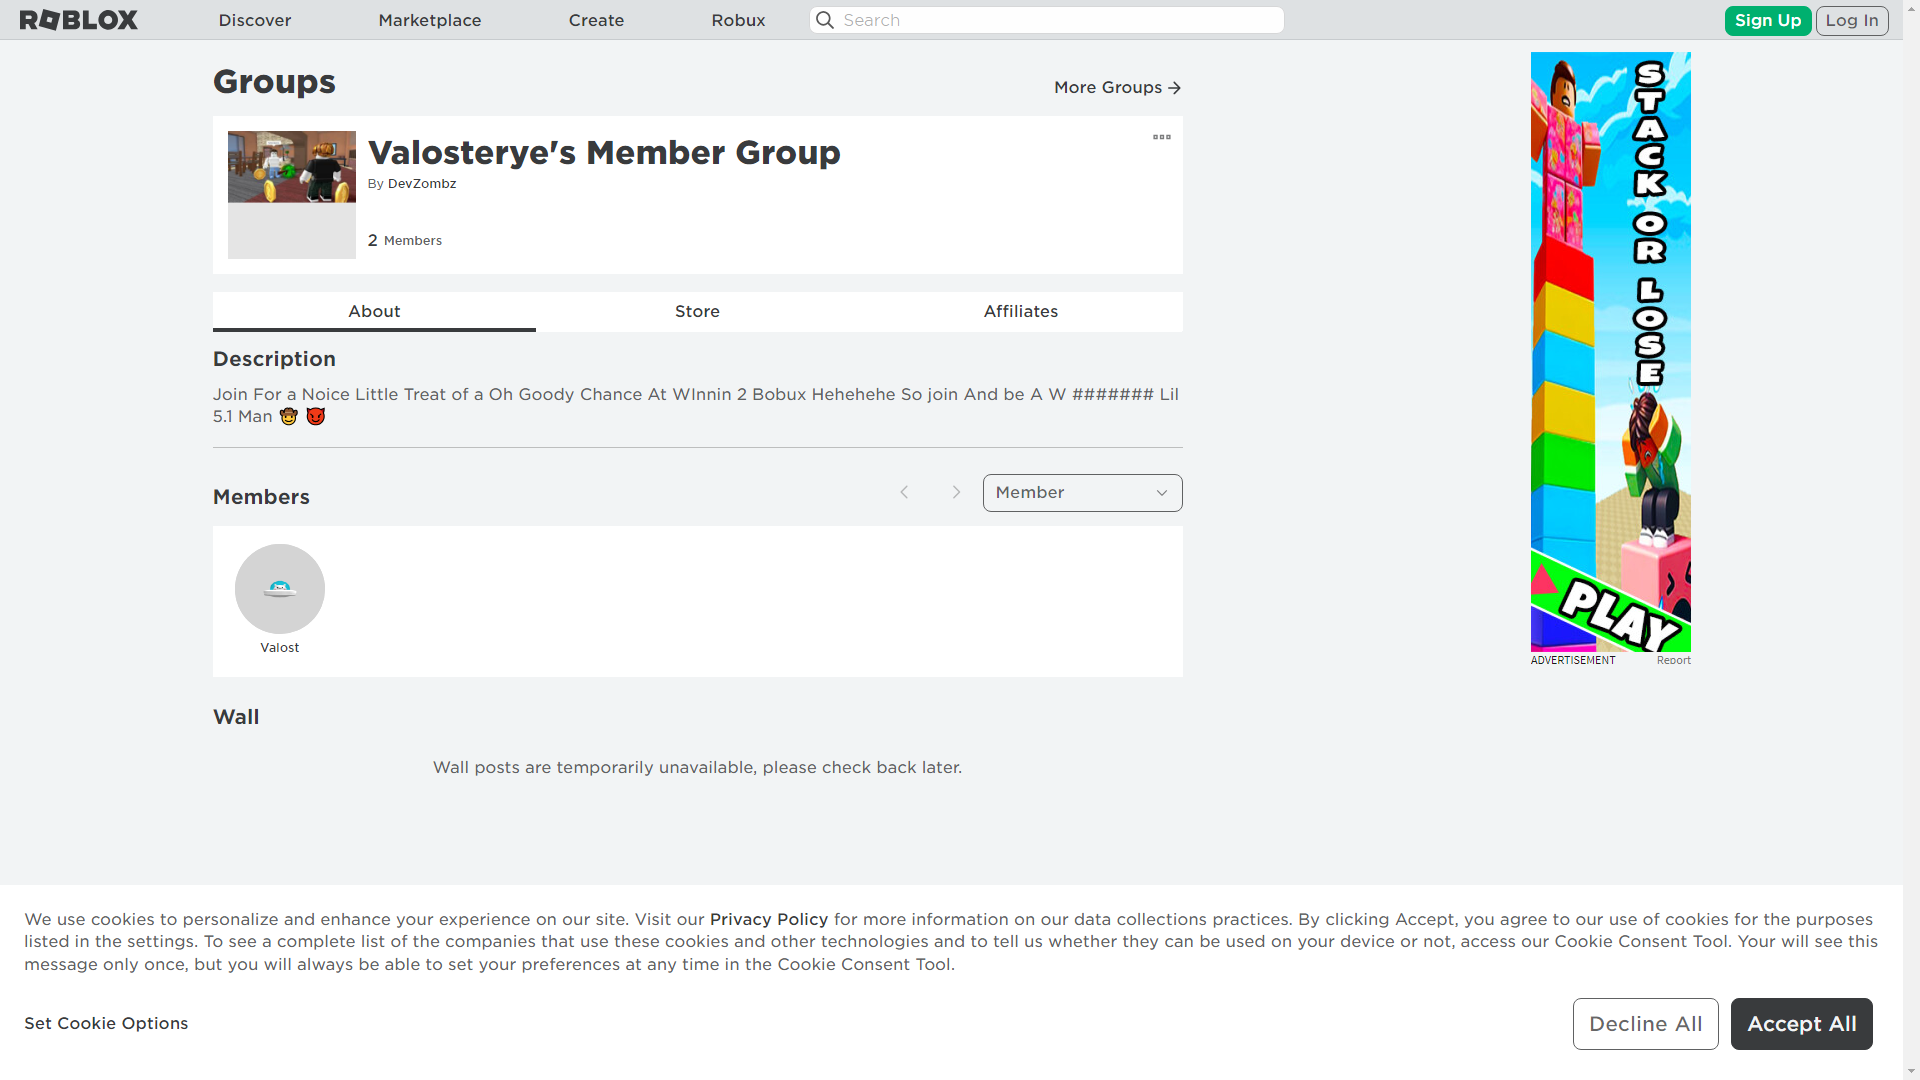 ROBLOX
Discover
Marketplace
Create
Robux
Search
Sign Up
Log In
Groups
More Groups
Valosterye's Member Group
By DevZombz
2 Members
About
Store
Affiliates
Description
Join For a Noice Little Treat of a Oh Goody Chance At WInnin 2 Bobux Hehehehe So join And be A W ####### Lil
5.1 Man 🤠 😈
Members
Member
Valost
Wall
Wall posts are temporarily unavailable, please check back later.
STACK OR LOSE
PLAY
ADVERTISEMENT
Report
We use cookies to personalize and enhance your experience on our site. Visit our Privacy Policy for more information on our data collections practices. By clicking Accept, you agree to our use of cookies for the purposes
listed in the settings. To see a complete list of the companies that use these cookies and other technologies and to tell us whether they can be used on your device or not, access our Cookie Consent Tool. Your will see this
message only once, but you will always be able to set your preferences at any time in the Cookie Consent Tool.
Set Cookie Options
Decline All
Accept All